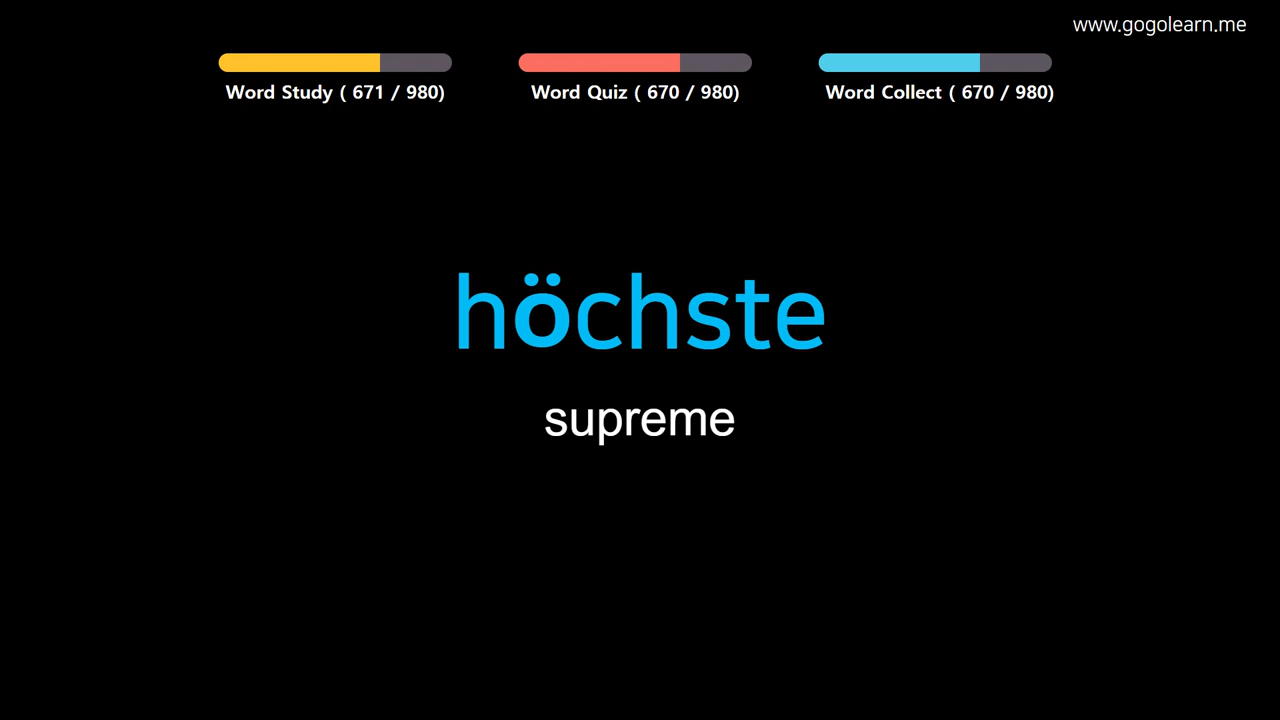 www.gogolearn.me
Word Study ( 671 / 980)
Word Quiz ( 670 / 980)
Word Collect ( 670 / 980)
höchste
supreme